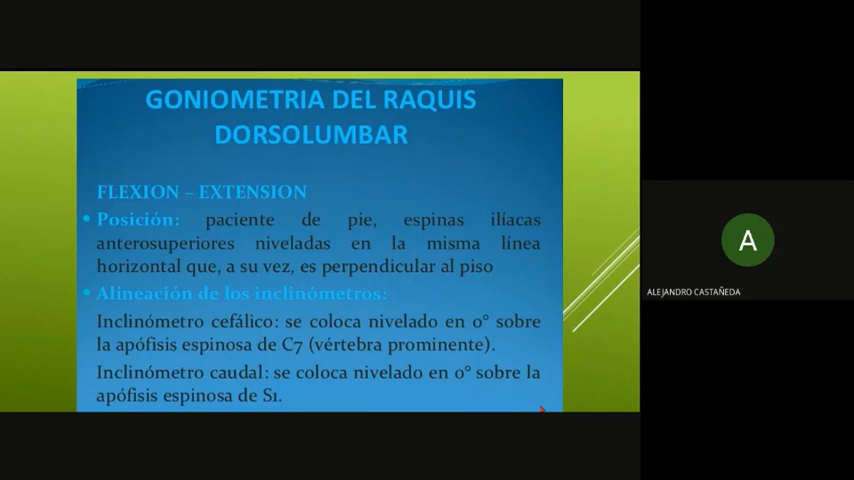 GONIOMETRIA DEL RAQUIS
DORSOLUMBAR
FLEXION – EXTENSION
• Posición: paciente de pie, espinas ilíacas
anterosuperiores niveladas en la misma línea
horizontal que, a su vez, es perpendicular al piso
• Alineación de los inclinómetros:
Inclinómetro cefálico: se coloca nivelado en 0° sobre
la apófisis espinosa de C7 (vértebra prominente).
Inclinómetro caudal: se coloca nivelado en 0° sobre la
apófisis espinosa de S1.
A
ALEJANDRO CASTAÑEDA